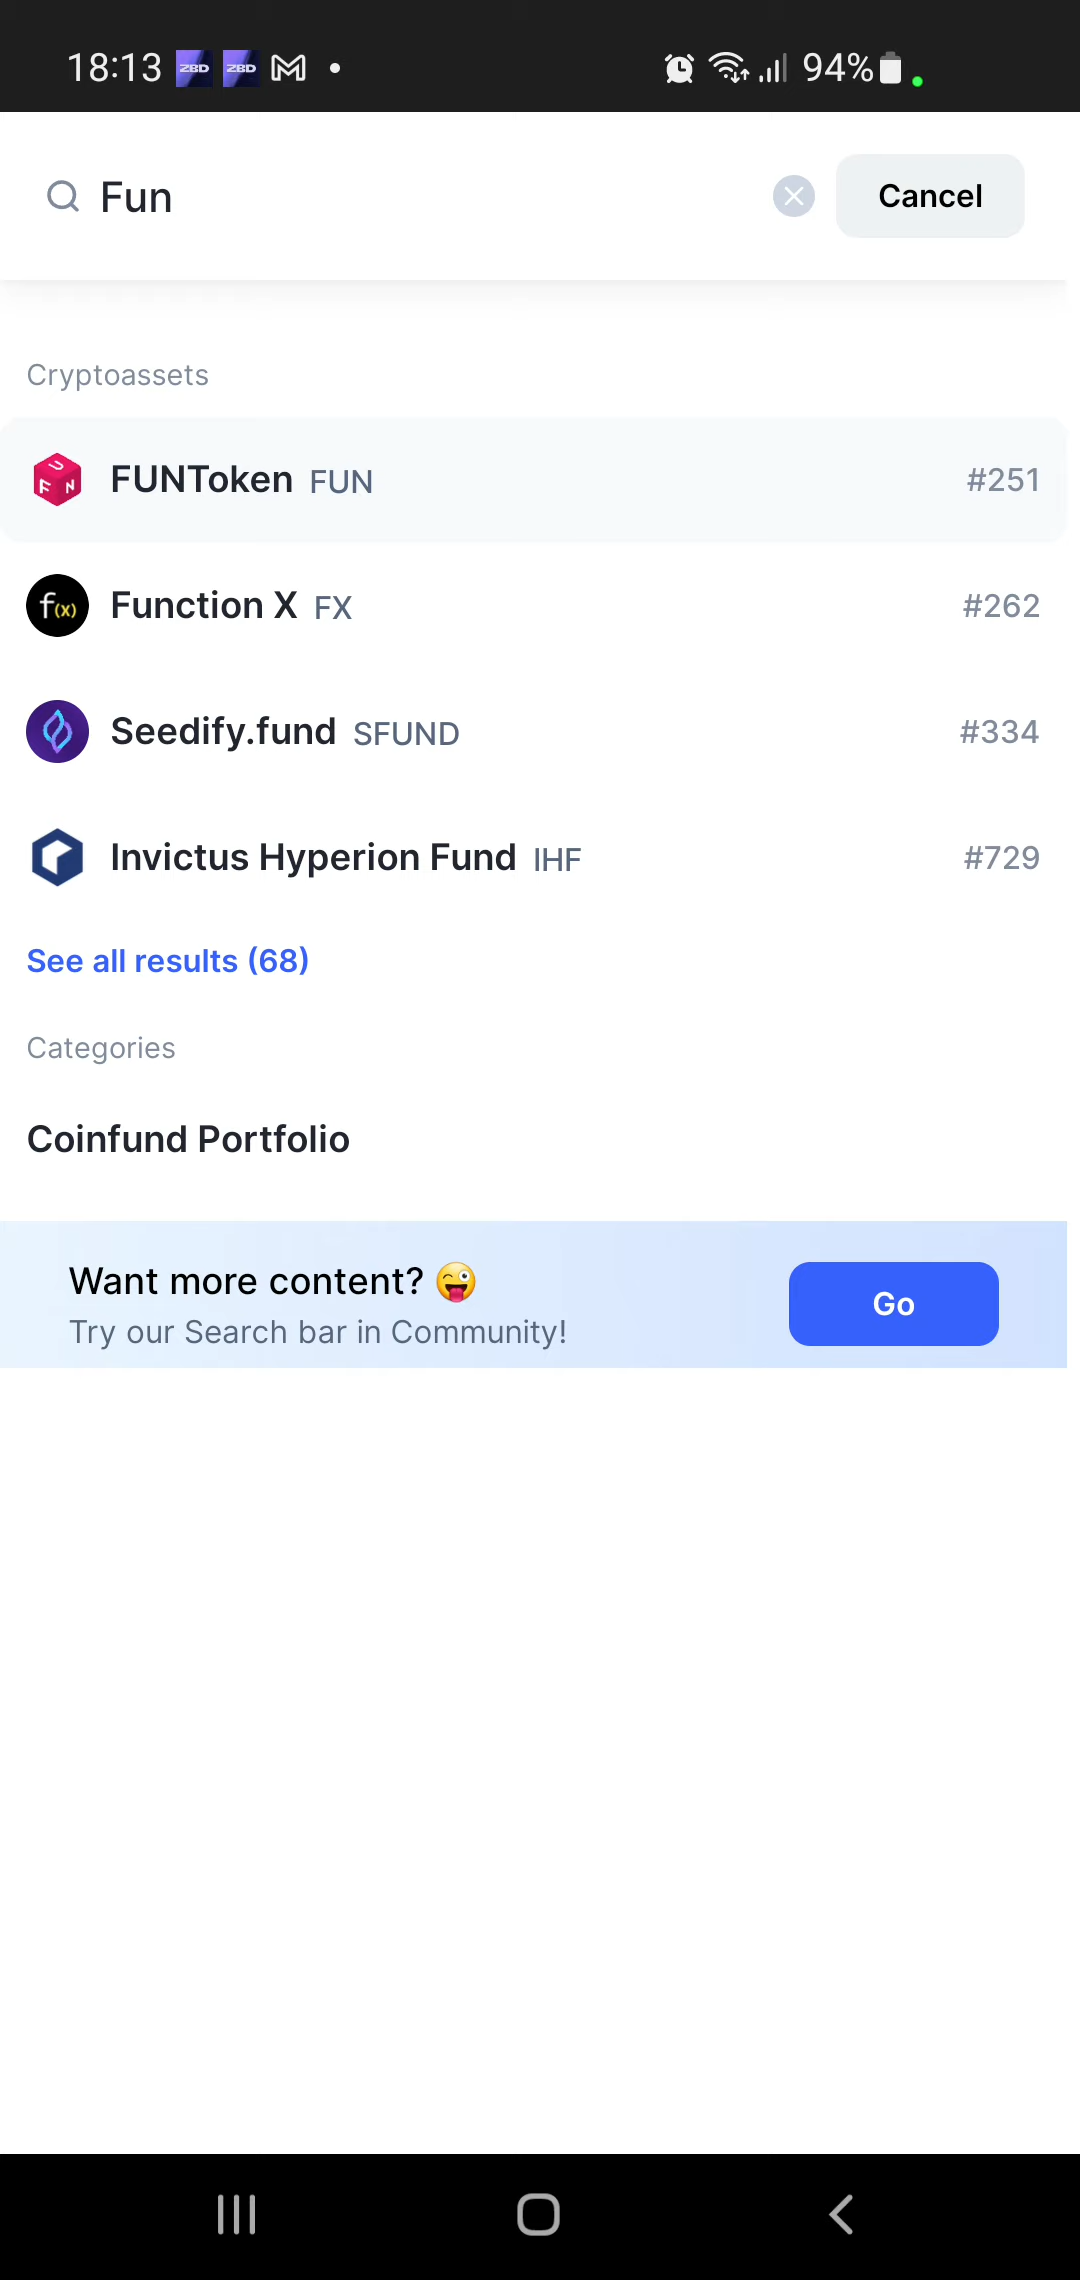 18:13 ZBD ZBD 94%
Fun
Cancel
Cryptoassets
FUNToken FUN #251
f(x) Function X FX #262
Seedify.fund SFUND #334
Invictus Hyperion Fund IHF #729
See all results (68)
Categories
Coinfund Portfolio
Want more content? 😜
Try our Search bar in Community!
Go